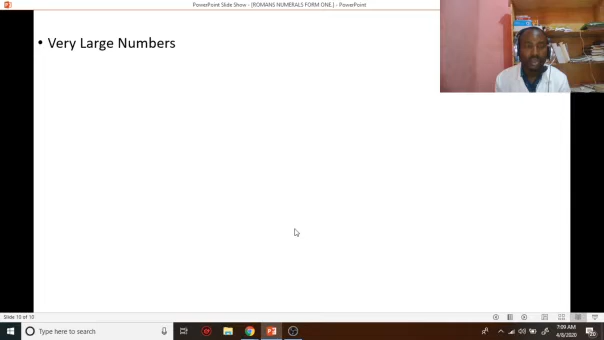 PowerPoint Slide Show - [ROMANS NUMERALS FORM ONE.] - PowerPoint
• Very Large Numbers
Slide 10 of 10
Type here to search
7:09 AM
4/8/2020